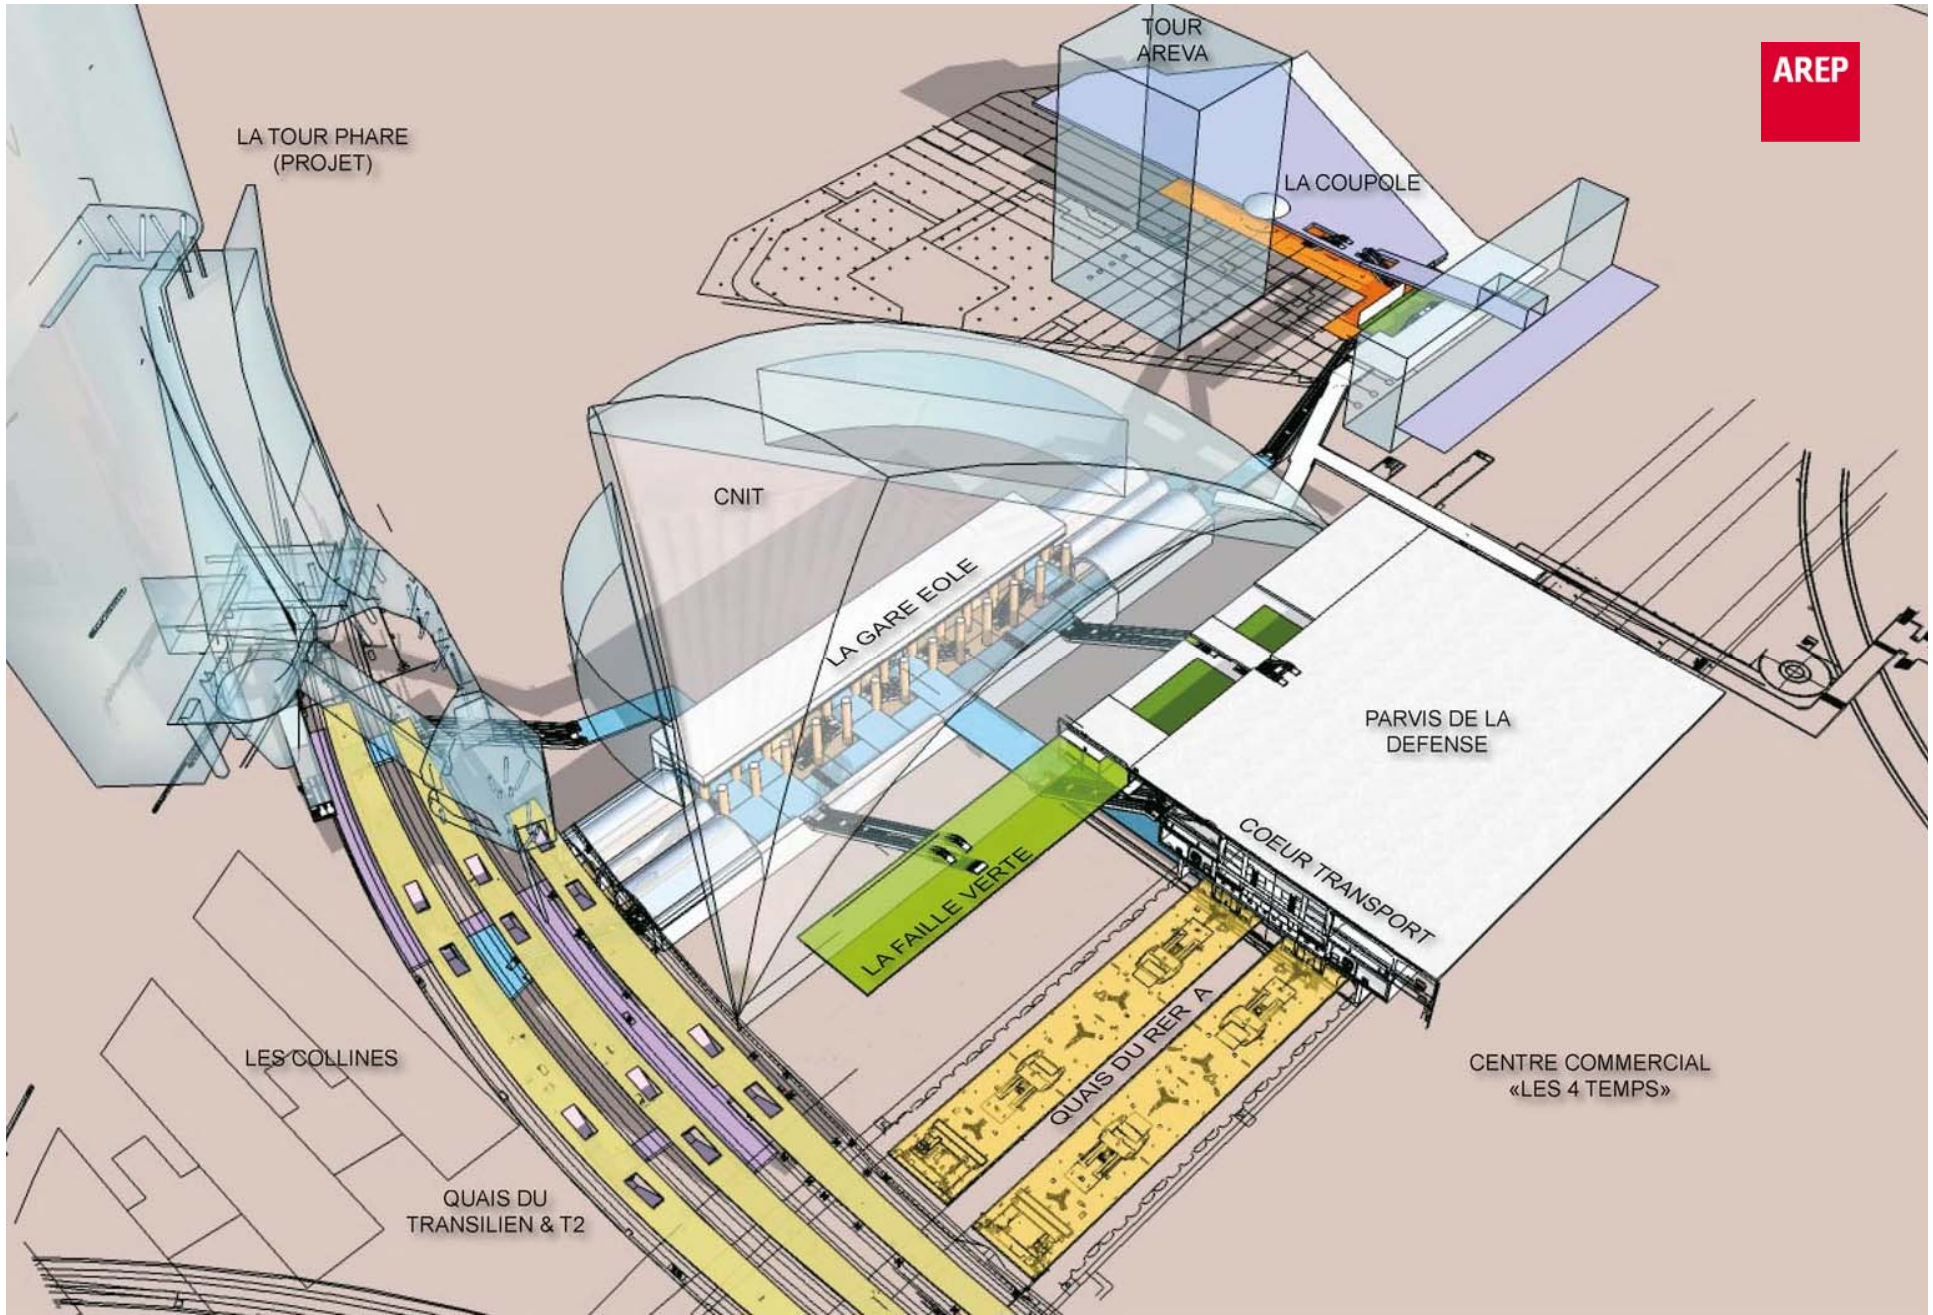 TOUR
AREVA
AREP
LA TOUR PHARE
(PROJET)
LA COUPOLE
CNIT
LA GARE EOLE
PARVIS DE LA
DEFENSE
COEUR TRANSPORT
LA FAILLE VERTE
QUAIS DU RER A
LES COLLINES
CENTRE COMMERCIAL
«LES 4 TEMPS»
QUAIS DU
TRANSILIEN & T2